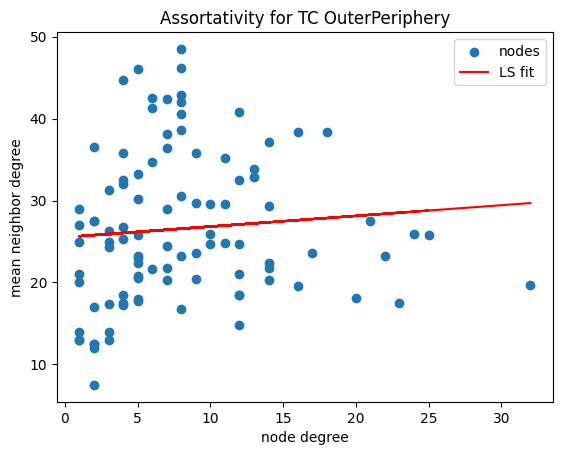 Assortativity for TC OuterPeriphery
nodes
LS fit
mean neighbor degree
50
40
30
20
10
0
5
10
15
20
25
30
node degree